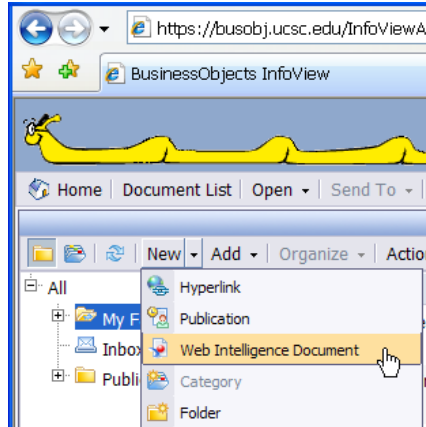 https://busobj.ucsc.edu/InfoViewA
BusinessObjects InfoView
Home Document List Open Send To
New Add Organize Actio
All
My F
Hyperlink
Publication
Inbox
Web Intelligence Document
Publi
Category
Folder